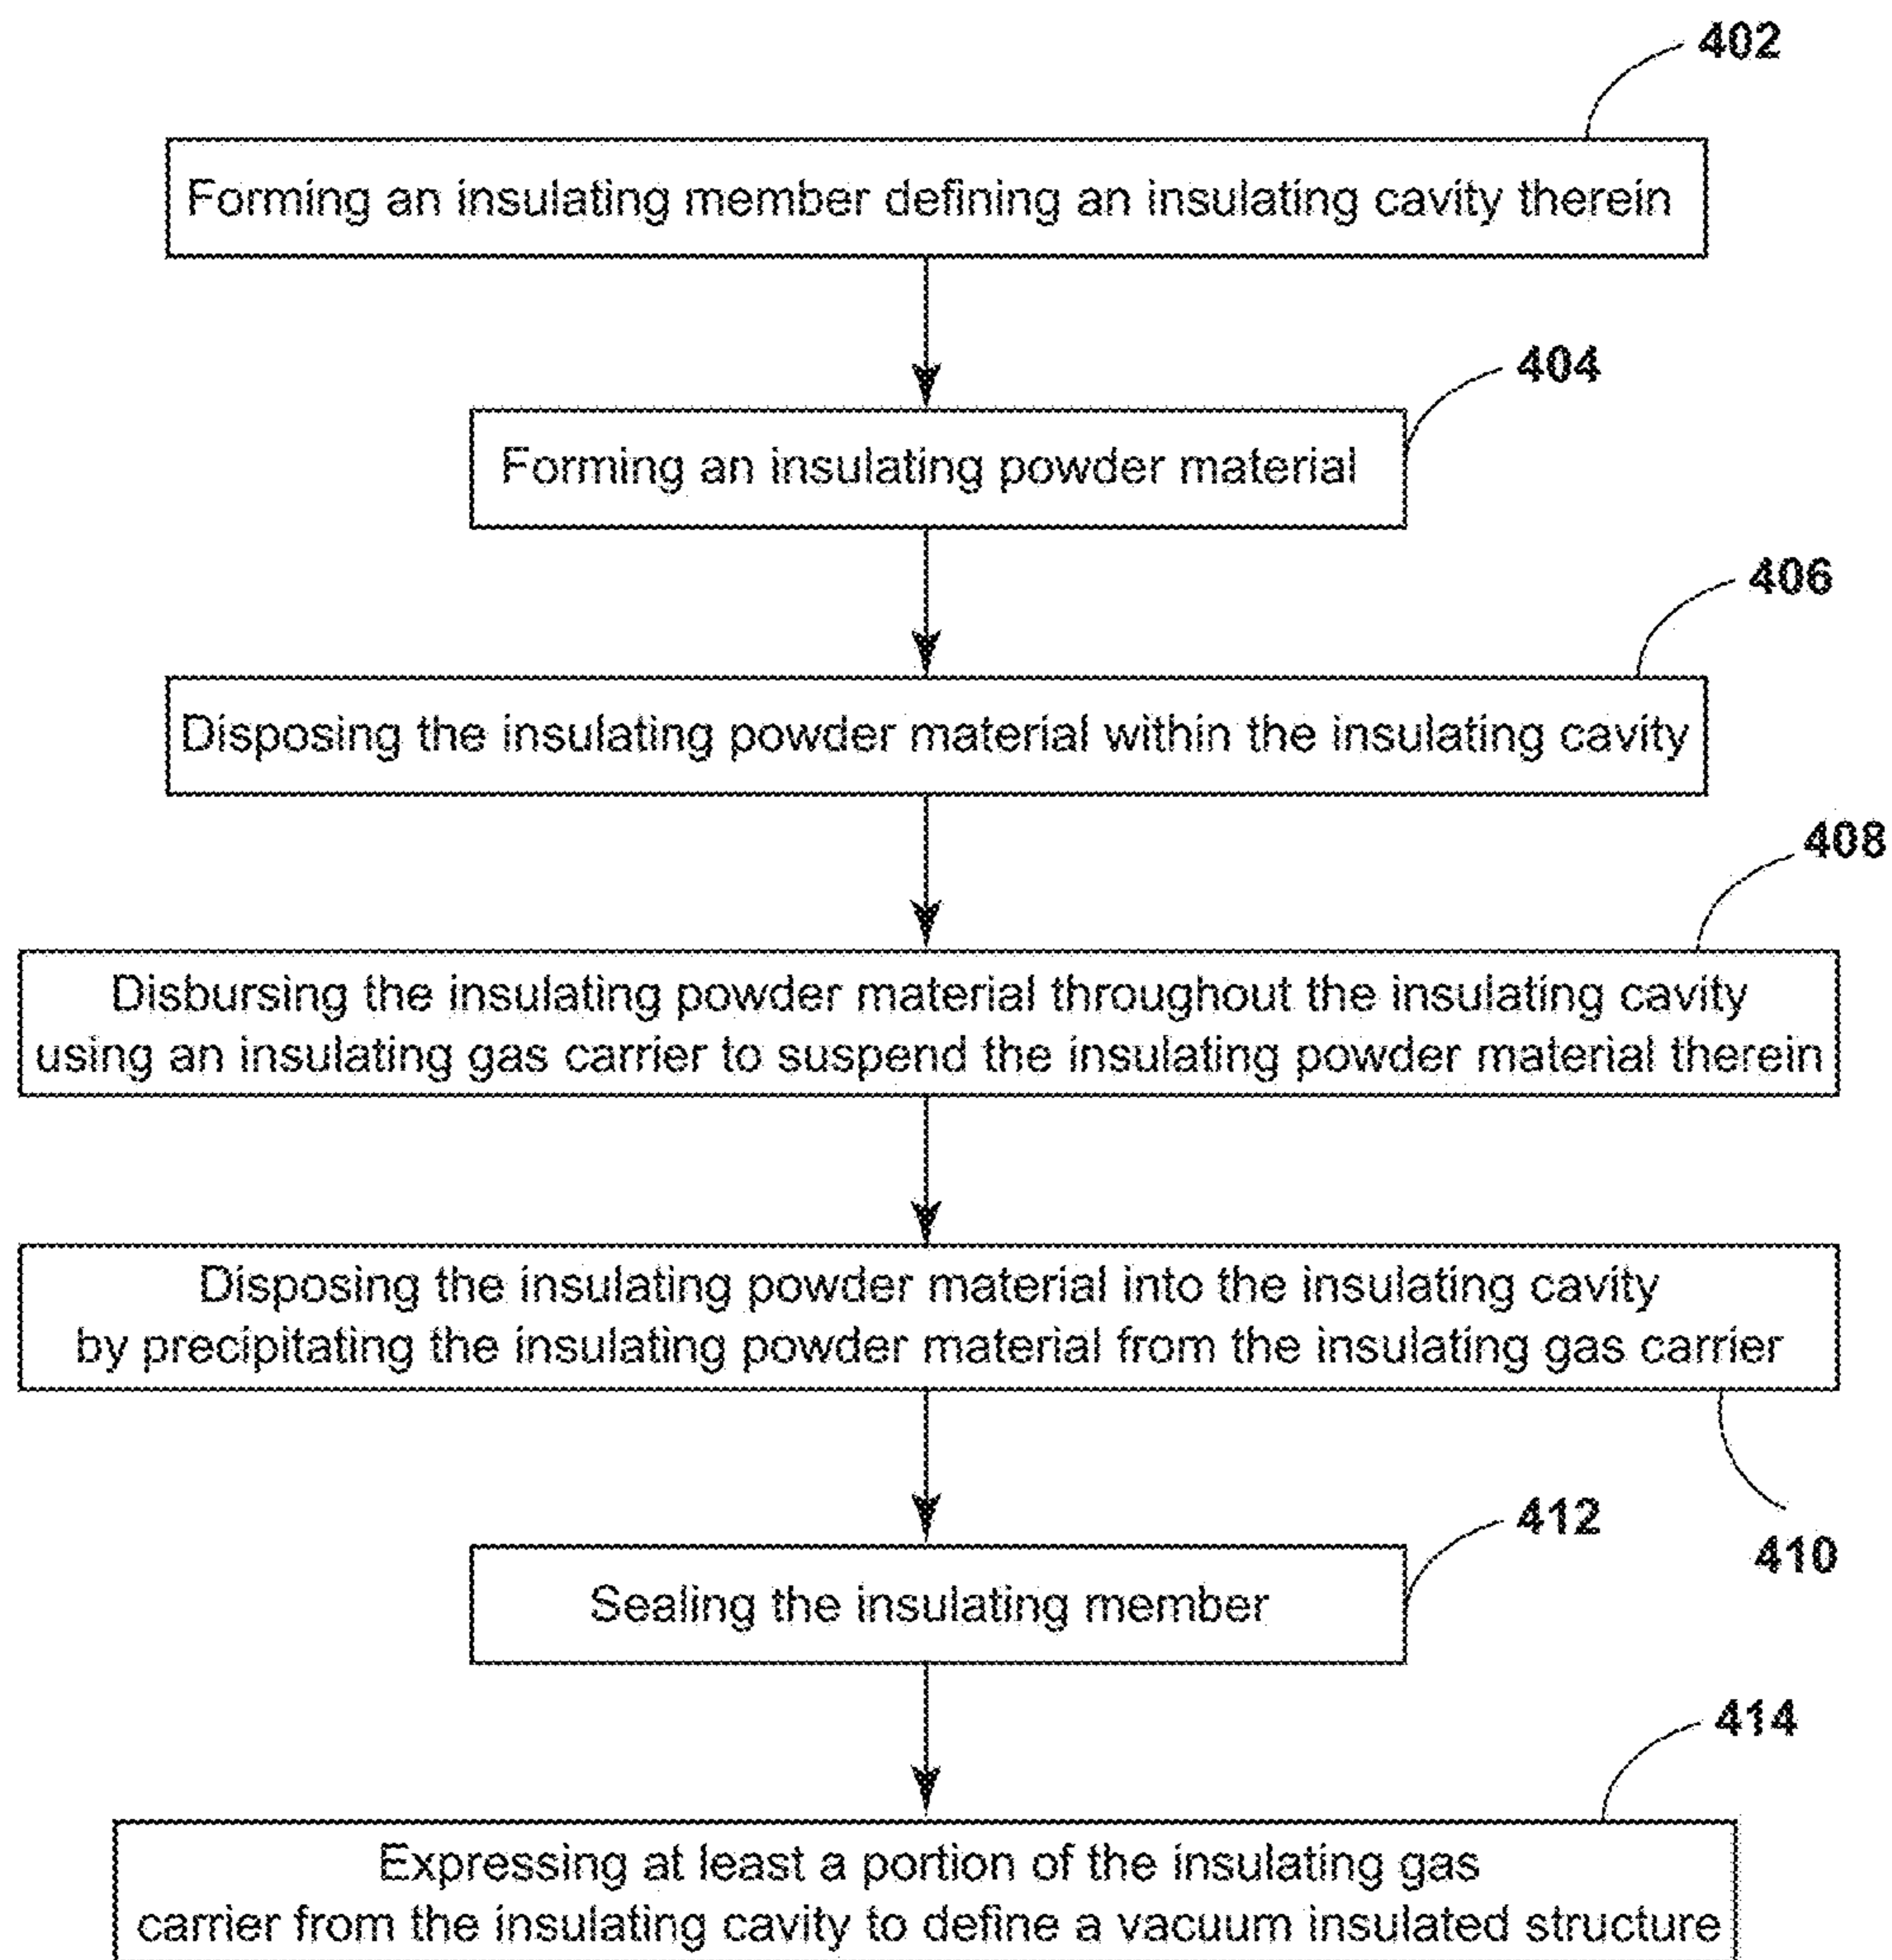 402
Forming an insulating member defining an insulating cavity therein
404
Forming an insulating powder material
406
Disposing the insulating powder material within the insulating cavity
408
Disbursing the insulating powder material throughout the insulating cavity
using an insulating gas carrier to suspend the insulating powder material therein
Disposing the insulating powder material into the insulating cavity
by precipitating the insulating powder material from the insulating gas carrier
410
412
Sealing the insulating member
414
Expressing at least a portion of the insulating gas
carrier from the insulating cavity to define a vacuum insulated structure